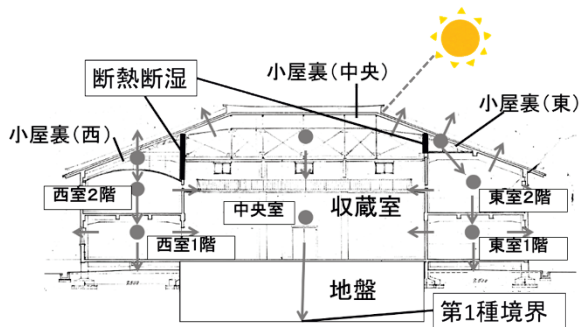 小屋裏(中央)
断熱断湿
小屋裏(東)
小屋裏(西)
西室2階
東室2階
中央室
収蔵室
西室1階
東室1階
地盤
第1種境界